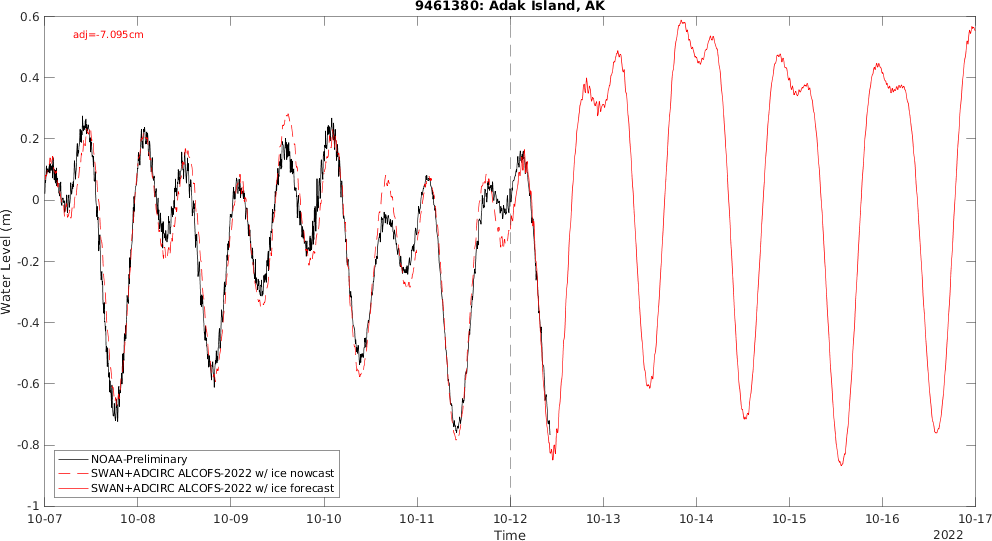 9461380: Adak Island, AK
adj=-7.095cm
0.6
0.4
0.2
0
-0.2
-0.4
-0.6
-0.8
-1
Water Level (m)
NOAA-Preliminary
SWAN+ADCIRC ALCOFS-2022 w/ ice nowcast
SWAN+ADCIRC ALCOFS-2022 w/ ice forecast
10-07 10-08 10-09 10-10 10-11 10-12 10-13 10-14 10-15 10-16 10-17
Time
2022